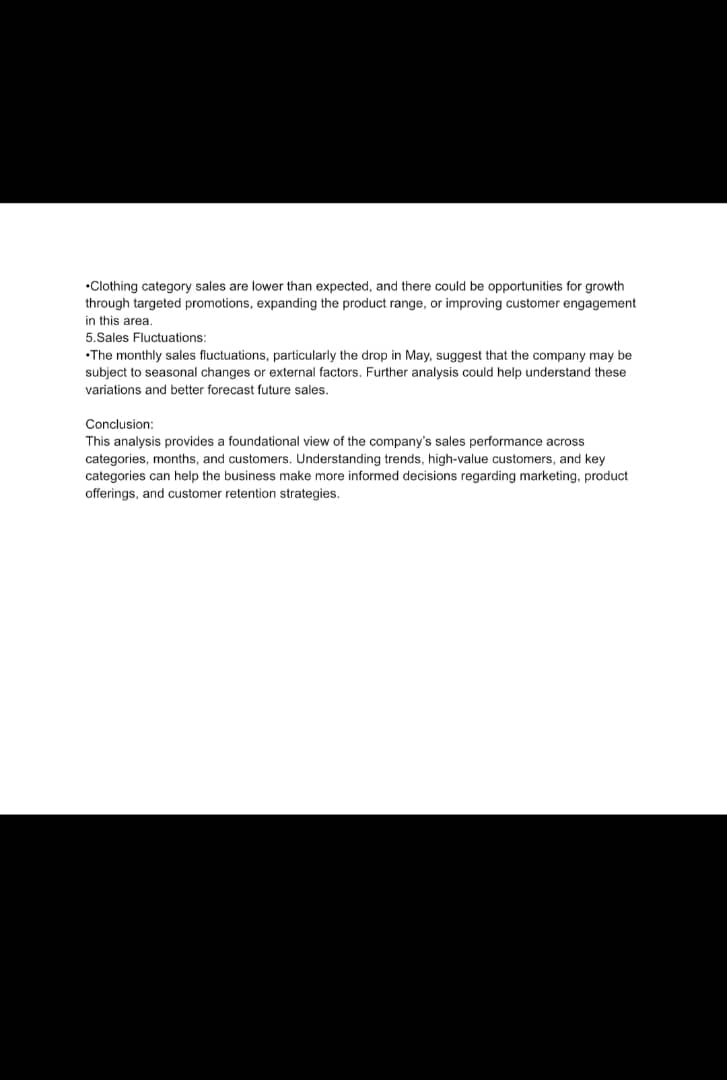 •Clothing category sales are lower than expected, and there could be opportunities for growth
through targeted promotions, expanding the product range, or improving customer engagement
in this area.
5.Sales Fluctuations:
•The monthly sales fluctuations, particularly the drop in May, suggest that the company may be
subject to seasonal changes or external factors. Further analysis could help understand these
variations and better forecast future sales.
Conclusion:
This analysis provides a foundational view of the company's sales performance across
categories, months, and customers. Understanding trends, high-value customers, and key
categories can help the business make more informed decisions regarding marketing, product
offerings, and customer retention strategies.